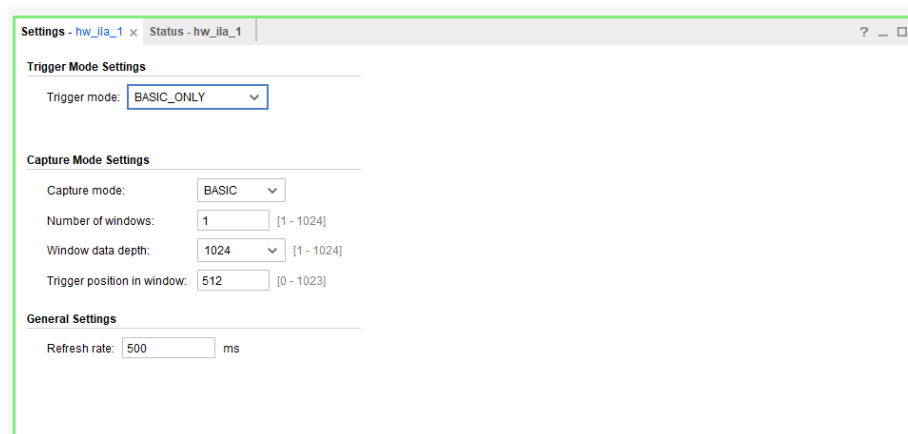 Settings - hw_ila_1 × Status - hw_ila_1 ? _ □
Trigger Mode Settings
Trigger mode: BASIC_ONLY
Capture Mode Settings
Capture mode: BASIC
Number of windows: 1 [1 - 1024]
Window data depth: 1024 [1 - 1024]
Trigger position in window: 512 [0 - 1023]
General Settings
Refresh rate: 500 ms